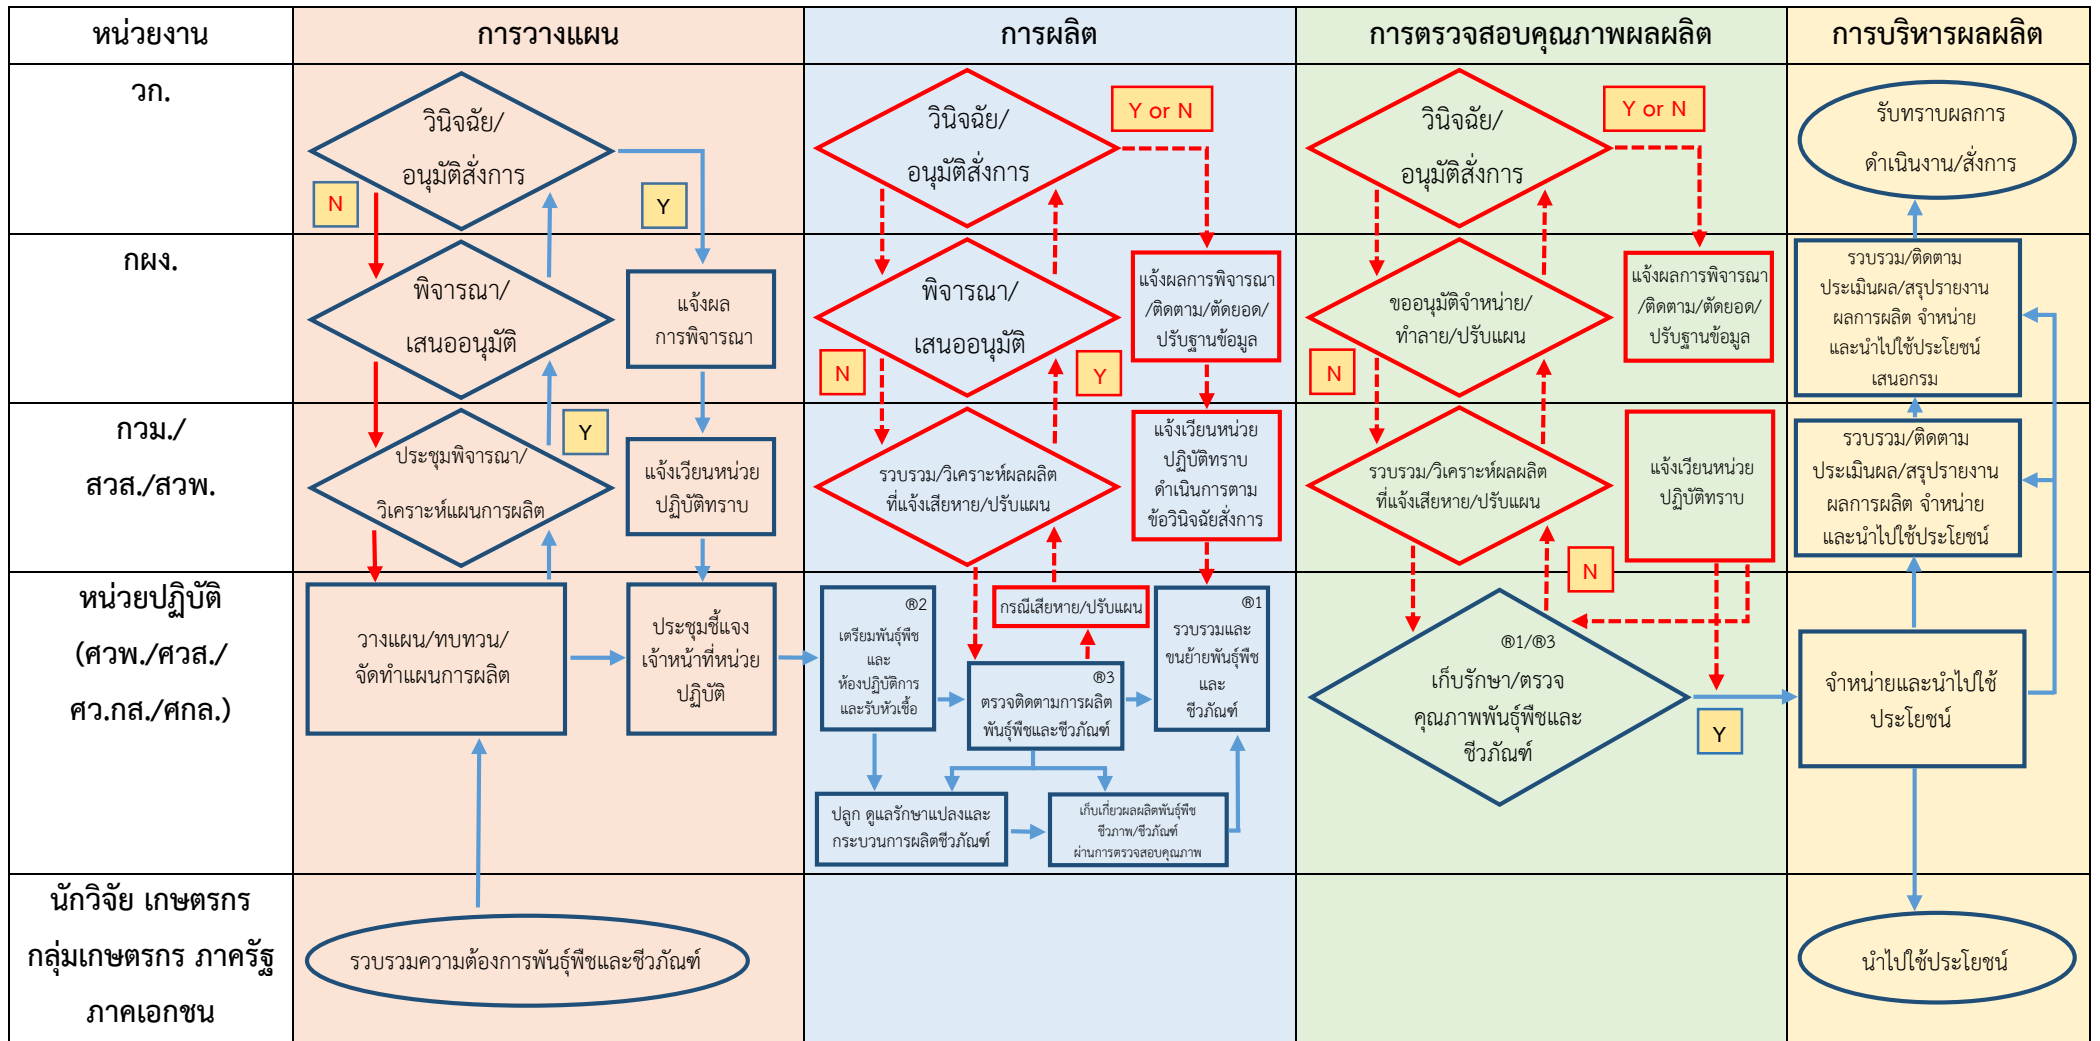 หน่วยงาน
การวางแผน
การผลิต
การตรวจสอบคุณภาพผลผลิต
การบริหารผลผลิต
วก.
วินิจฉัย/
อนุมัติสั่งการ
N
Y
วินิจฉัย/
อนุมัติสั่งการ
Y or N
วินิจฉัย/
อนุมัติสั่งการ
Y or N
รับทราบผลการ
ดำเนินงาน/สั่งการ
กผง.
พิจารณา/
เสนออนุมัติ
แจ้งผล
การพิจารณา
พิจารณา/
เสนออนุมัติ
N
Y
แจ้งผลการพิจารณา
/ติดตาม/ตัดยอด/
ปรับฐานข้อมูล
ขออนุมัติจำหน่าย/
ทำลาย/ปรับแผน
N
แจ้งผลการพิจารณา
/ติดตาม/ตัดยอด/
ปรับฐานข้อมูล
รวบรวม/ติดตาม
ประเมินผล/สรุปรายงาน
ผลการผลิต จำหน่าย
และนำไปใช้ประโยชน์
เสนอกรม
กวม./
สวส./สวพ.
ประชุมพิจารณา/
วิเคราะห์แผนการผลิต
Y
แจ้งเวียนหน่วย
ปฏิบัติทราบ
รวบรวม/วิเคราะห์ผลผลิต
ที่แจ้งเสียหาย/ปรับแผน
แจ้งเวียนหน่วย
ปฏิบัติทราบ
ดำเนินการตาม
ข้อวินิจฉัยสั่งการ
รวบรวม/วิเคราะห์ผลผลิต
ที่แจ้งเสียหาย/ปรับแผน
แจ้งเวียนหน่วย
ปฏิบัติทราบ
N
รวบรวม/ติดตาม
ประเมินผล/สรุปรายงาน
ผลการผลิต จำหน่าย
และนำไปใช้ประโยชน์
หน่วยปฏิบัติ
(ศวพ./ศวส./
ศว.กส./ศกล.)
วางแผน/ทบทวน/
จัดทำแผนการผลิต
ประชุมชี้แจง
เจ้าหน้าที่หน่วย
ปฏิบัติ
®2
เตรียมพันธุ์พืช
และ
ห้องปฏิบัติการ
และรับหัวเชื้อ
กรณีเสียหาย/ปรับแผน
®3
ตรวจติดตามการผลิต
พันธุ์พืชและชีวภัณฑ์
®1
รวบรวมและ
ขนย้ายพันธุ์พืช
และ
ชีวภัณฑ์
ปลูก ดูแลรักษาแปลงและ
กระบวนการผลิตชีวภัณฑ์
เก็บเกี่ยวผลผลิตพันธุ์พืช
ชีวภาพ/ชีวภัณฑ์
ผ่านการตรวจสอบคุณภาพ
®1/®3
เก็บรักษา/ตรวจ
คุณภาพพันธุ์พืชและ
ชีวภัณฑ์
Y
จำหน่ายและนำไปใช้
ประโยชน์
นักวิจัย เกษตรกร
กลุ่มเกษตรกร ภาครัฐ
ภาคเอกชน
รวบรวมความต้องการพันธุ์พืชและชีวภัณฑ์
นำไปใช้ประโยชน์